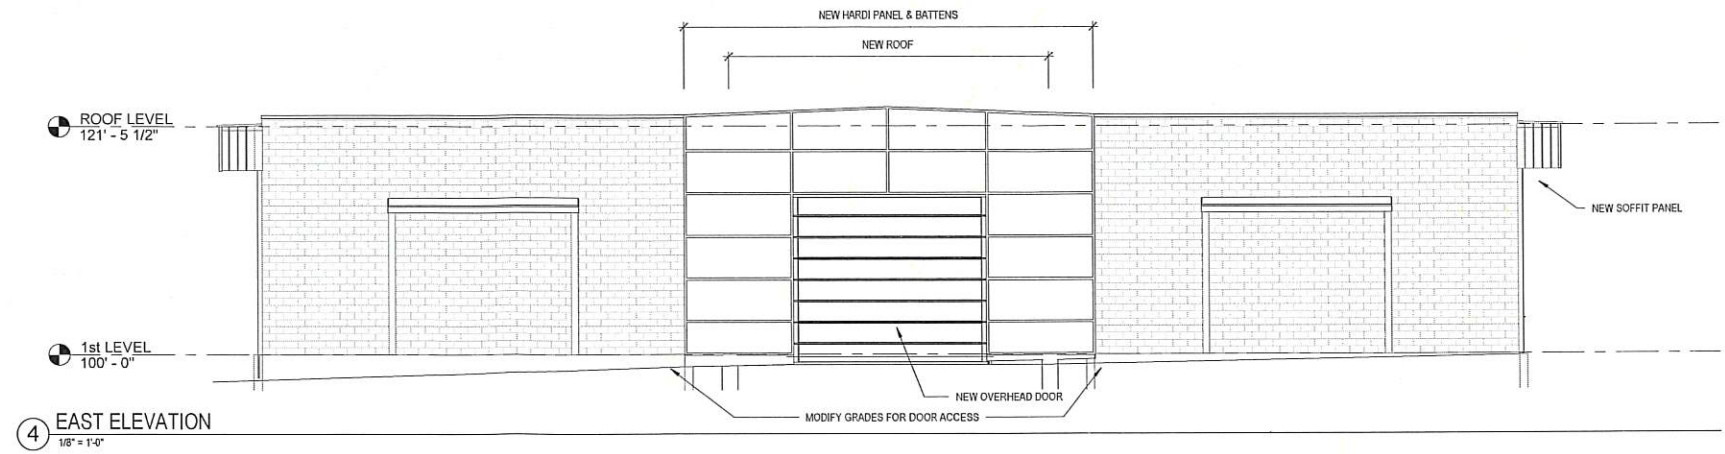 NEW HARDI PANEL & BATTENS
NEW ROOF
ROOF LEVEL
121' - 5 1/2"
NEW SOFFIT PANEL
1st LEVEL
100' - 0"
NEW OVERHEAD DOOR
MODIFY GRADES FOR DOOR ACCESS
4
EAST ELEVATION
1/8" = 1'-0"